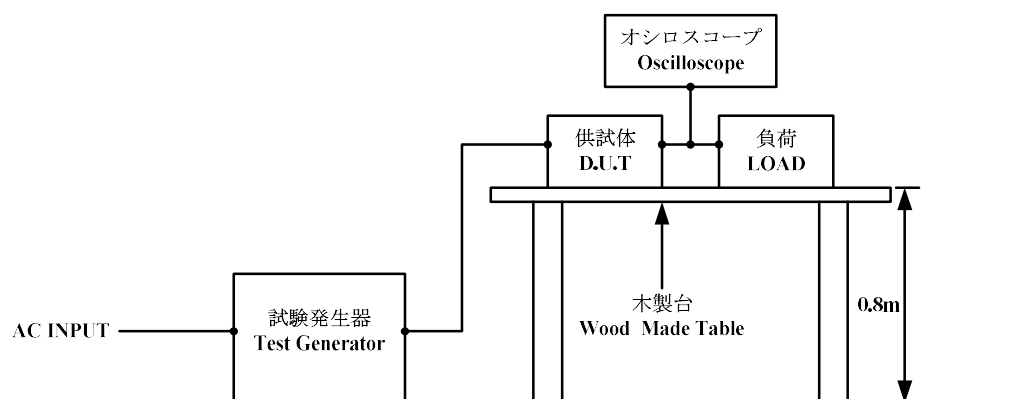 オシロスコープ
Oscilloscope
供試体
D.U.T
負荷
LOAD
木製台
Wood Made Table
0.8m
試験発生器
Test Generator
AC INPUT